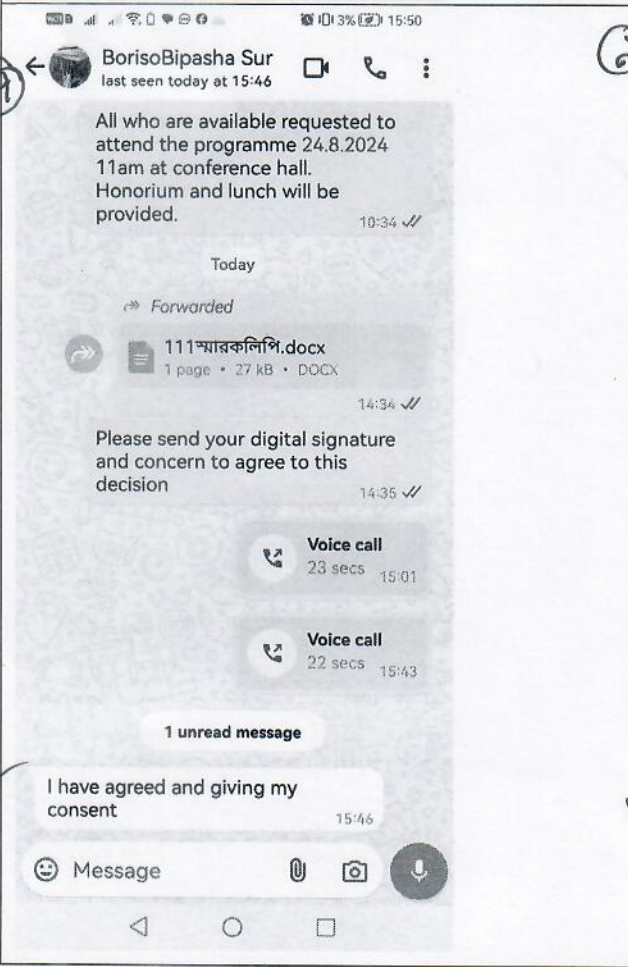 3% 15:50
BorisoBipasha Sur
last seen today at 15:46
All who are available requested to
attend the programme 24.8.2024
11am at conference hall.
Honorium and lunch will be
provided.
10:34
Today
Forwarded
111স্মারকলিপি.docx
1 page • 27 kB • DOCX
14:34
Please send your digital signature
and concern to agree to this
decision
14:35
Voice call
23 secs 15:01
Voice call
22 secs 15:43
1 unread message
I have agreed and giving my
consent
15:46
Message